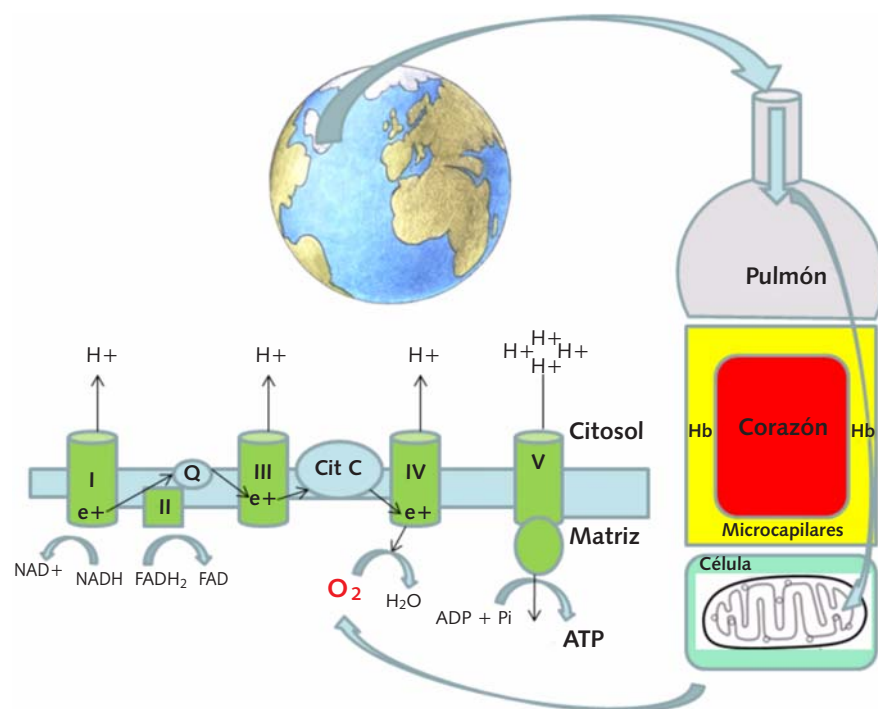 Pulmón
Hb
Corazón
Hb
Microcapilares
Célula
H+
H+
H+
H+
H+ H+
H+
Citosol
I
Q
III
Cit C
IV
V
e+
II
e+
e+
Matriz
NAD+
NADH
FADH₂
FAD
O₂
H₂O
ADP + Pi
ATP